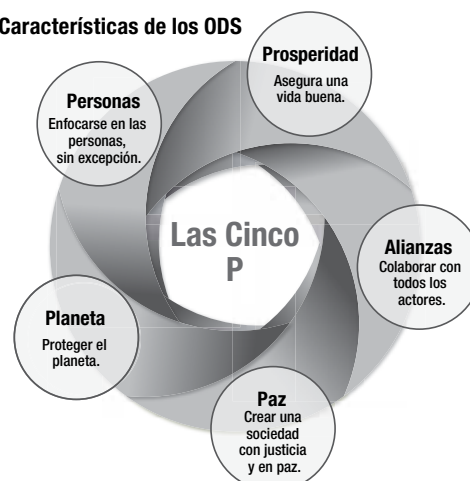 Características de los ODS
Prosperidad
Asegura una
vida buena.
Personas
Enfocarse en las
personas,
sin excepción.
Las Cinco
P
Alianzas
Colaborar con
todos los
actores.
Planeta
Proteger el
planeta.
Paz
Crear una
sociedad
con justicia
y en paz.